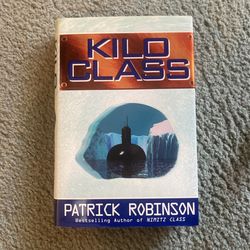 KILO
CLASS
PATRICK ROBINSON
Bestselling Author of NIMITZ CLASS